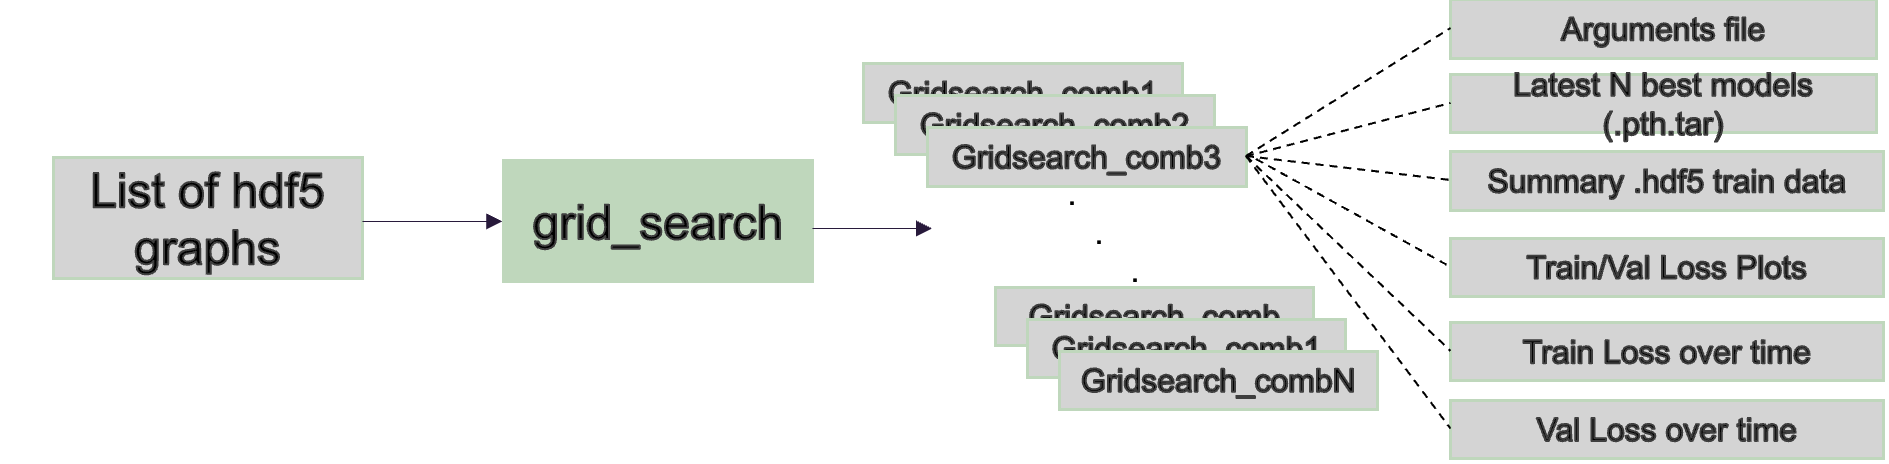 List of hdf5
graphs
grid_search
Gridsearch_comb1
Gridsearch_comb2
Gridsearch_comb3
.
.
.
Gridsearch_comb
Gridsearch_comb1
Gridsearch_combN
Arguments file
Latest N best models
(.pth.tar)
Summary .hdf5 train data
Train/Val Loss Plots
Train Loss over time
Val Loss over time